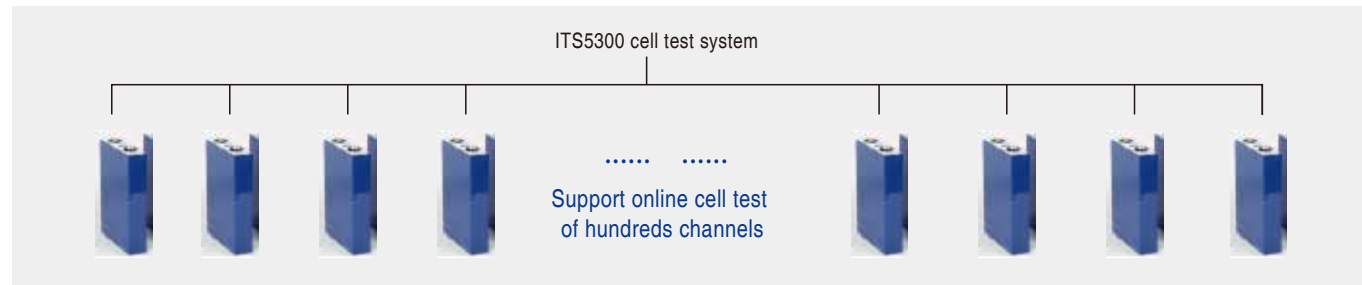 ITS5300 cell test system
...... ......
Support online cell test
of hundreds channels